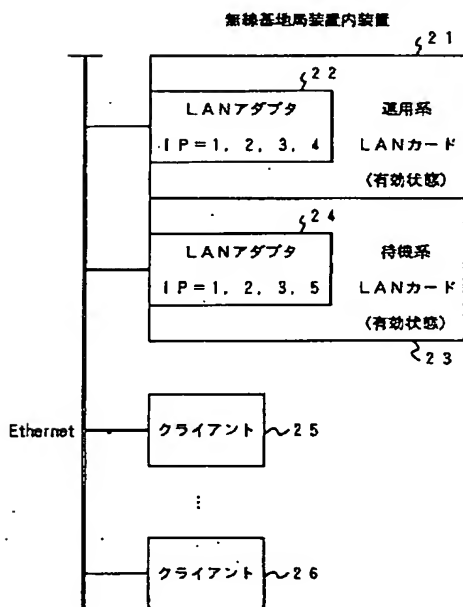 無線基地局装置内装置
21
22
LANアダプタ
IP=1, 2, 3, 4
運用系
LANカード
(有効状態)
24
LANアダプタ
IP=1, 2, 3, 5
待機系
LANカード
(有効状態)
23
Ethernet
クライアント
25
⋮
クライアント
26